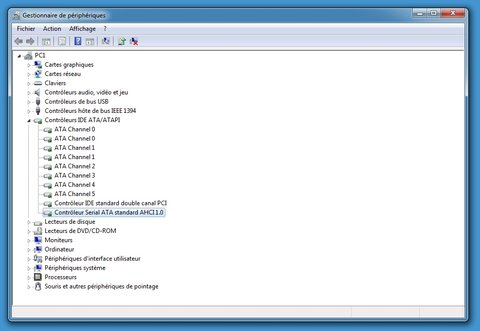 Gestionnaire de périphériques
Fichier Action Affichage ?
PC1
Cartes graphiques
Cartes réseau
Claviers
Contrôleurs audio, vidéo et jeu
Contrôleurs de bus USB
Contrôleurs hôte de bus IEEE 1394
Contrôleurs IDE ATA/ATAPI
ATA Channel 0
ATA Channel 0
ATA Channel 1
ATA Channel 1
ATA Channel 2
ATA Channel 3
ATA Channel 4
ATA Channel 5
Contrôleur IDE standard double canal PCI
Contrôleur Serial ATA standard AHCI 1.0
Lecteurs de disque
Lecteurs de DVD/CD-ROM
Moniteurs
Ordinateur
Périphériques d'interface utilisateur
Périphériques système
Processeurs
Souris et autres périphériques de pointage